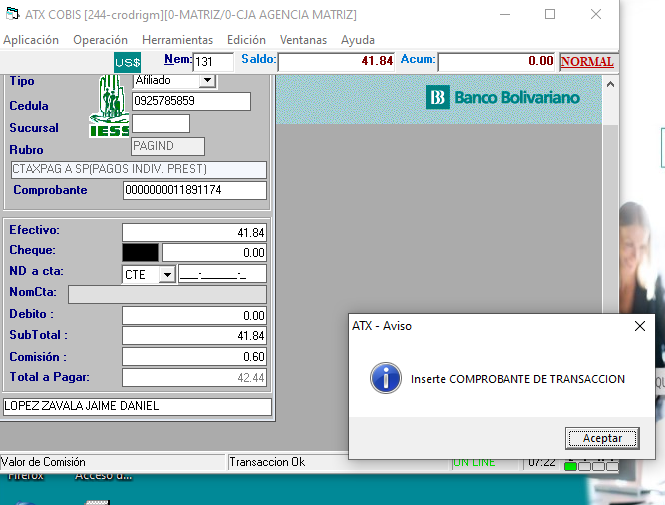 ATX COBIS [244-crodrigm][0-MATRIZ/0-CJA AGENCIA MATRIZ]
Aplicación Operación Herramientas Edición Ventanas Ayuda
US$ Nem: 131 Saldo: 41.84 Acum: 0.00 NORMAL
Tipo Afiliado
Cedula 0925785859
Sucursal
IESS
Rubro PAGIND
CTAXPAG A SP(PAGOS INDIV. PREST)
Comprobante 0000000011891174
B Banco Bolivariano
Efectivo: 41.84
Cheque: 0.00
ND a cta: CTE ___-______-_
NomCta:
Debito : 0.00
SubTotal : 41.84
Comisión : 0.60
Total a Pagar: 42.44
LOPEZ ZAVALA JAIME DANIEL
ATX - Aviso
Inserte COMPROBANTE DE TRANSACCION
Aceptar
Valor de Comisión Transaccion Ok ON LINE 07:22
Firefox Acceso d...